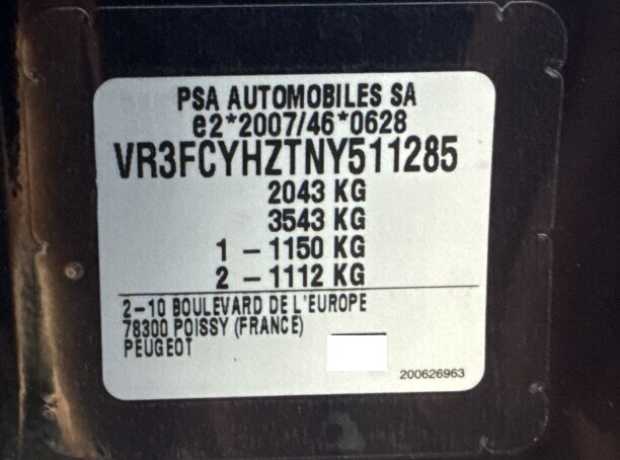 PSA AUTOMOBILES SA
e2*2007/46*0628
VR3FCYHZTNY511285
2043 KG
3543 KG
1 - 1150 KG
2 - 1112 KG
2-10 BOULEVARD DE L'EUROPE
78300 POISSY (FRANCE)
PEUGEOT
200626963